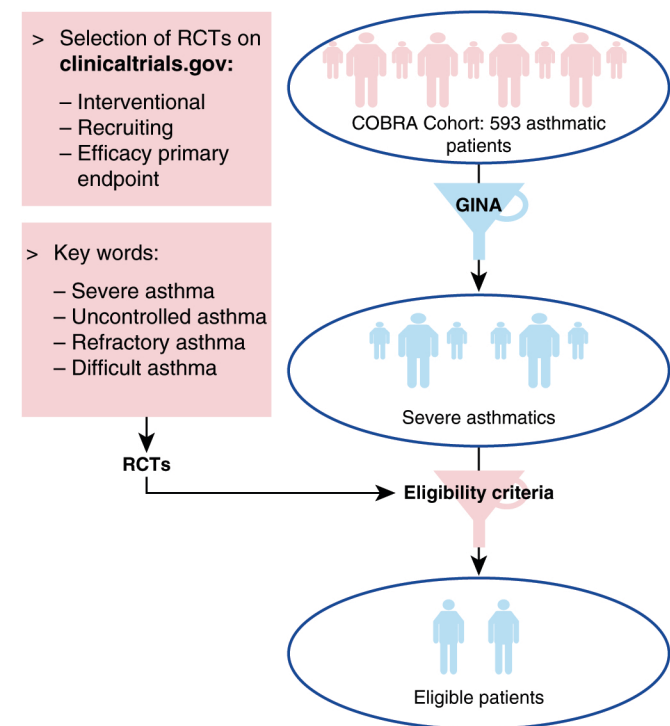 > Selection of RCTs on
clinicaltrials.gov:
– Interventional
– Recruiting
– Efficacy primary
endpoint
> Key words:
– Severe asthma
– Uncontrolled asthma
– Refractory asthma
– Difficult asthma
RCTs
COBRA Cohort: 593 asthmatic
patients
GINA
Severe asthmatics
Eligibility criteria
Eligible patients